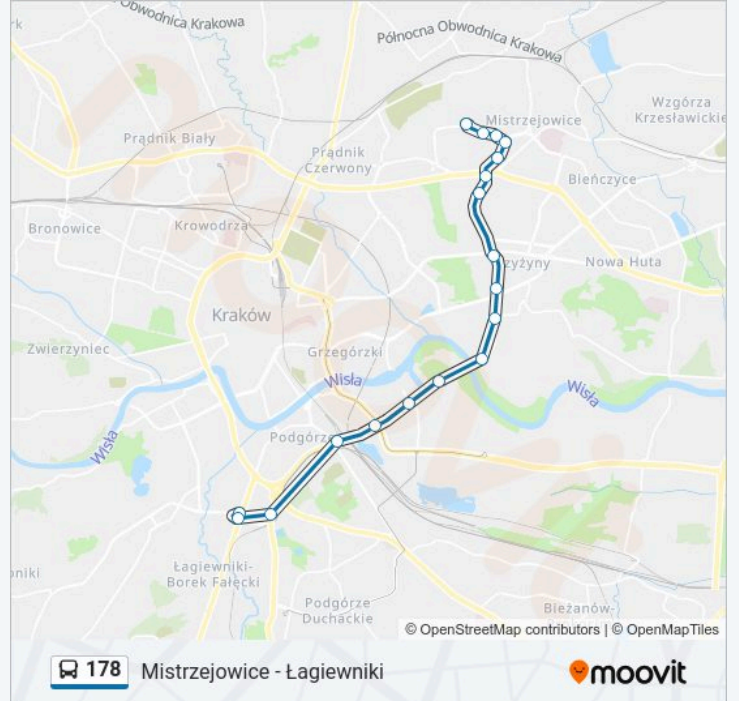 Obwodnica Krakowa
Północna Obwodnica Krakowa
Wzgórza
Krzesławickie
Mistrzejowice
Prądnik Biały
Prądnik
Czerwony
Bieńczyce
Bronowice
Krowodrza
zyżyny
Nowa Huta
Kraków
Zwierzyniec
Grzegórzki
Wisła
Wisła
Podgórze
Wisła
Łagiewniki-
Borek Fałęcki
Podgórze
Duchackie
Bieżanów-
© OpenStreetMap contributors | © OpenMapTiles
178 Mistrzejowice - Łagiewniki
moovit